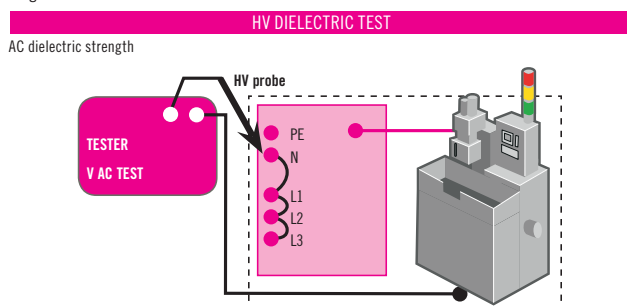 HV DIELECTRIC TEST
AC dielectric strength
HV probe
TESTER
V AC TEST
PE
N
L1
L2
L3